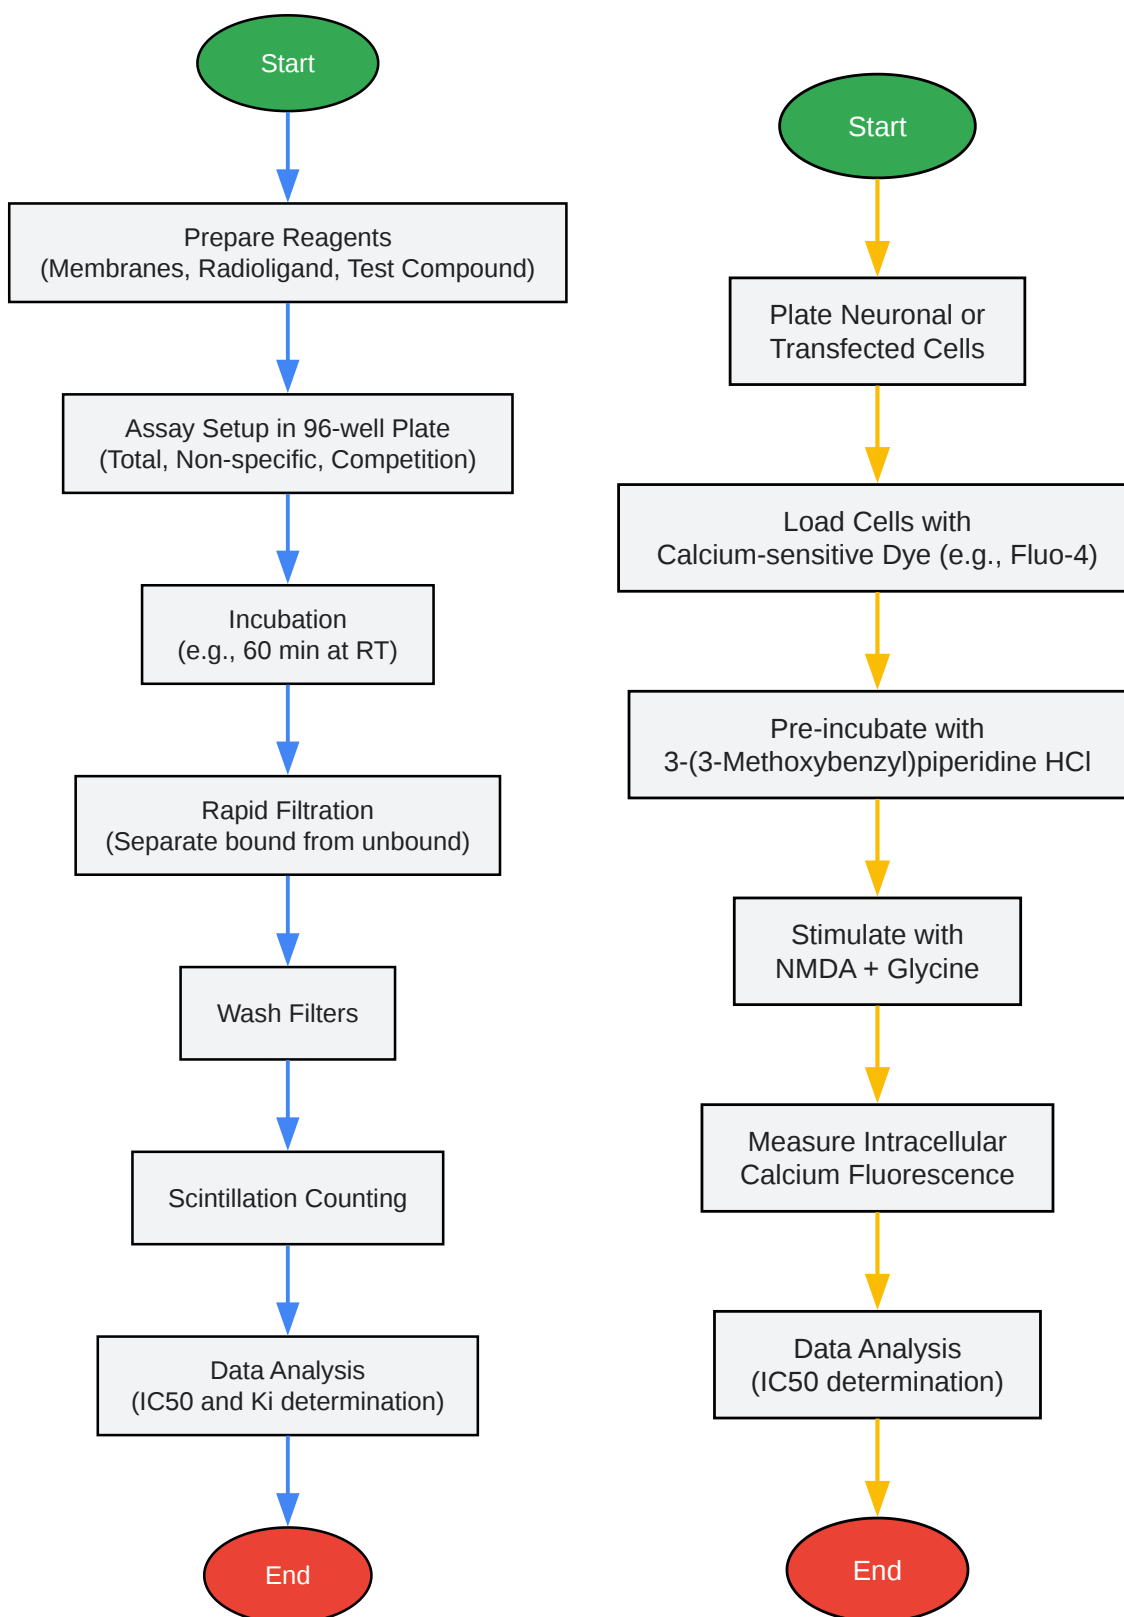 Start
Prepare Reagents
(Membranes, Radioligand, Test Compound)
Assay Setup in 96-well Plate
(Total, Non-specific, Competition)
Incubation
(e.g., 60 min at RT)
Rapid Filtration
(Separate bound from unbound)
Wash Filters
Scintillation Counting
Data Analysis
(IC50 and Ki determination)
End
Start
Plate Neuronal or
Transfected Cells
Load Cells with
Calcium-sensitive Dye (e.g., Fluo-4)
Pre-incubate with
3-(3-Methoxybenzyl)piperidine HCl
Stimulate with
NMDA + Glycine
Measure Intracellular
Calcium Fluorescence
Data Analysis
(IC50 determination)
End